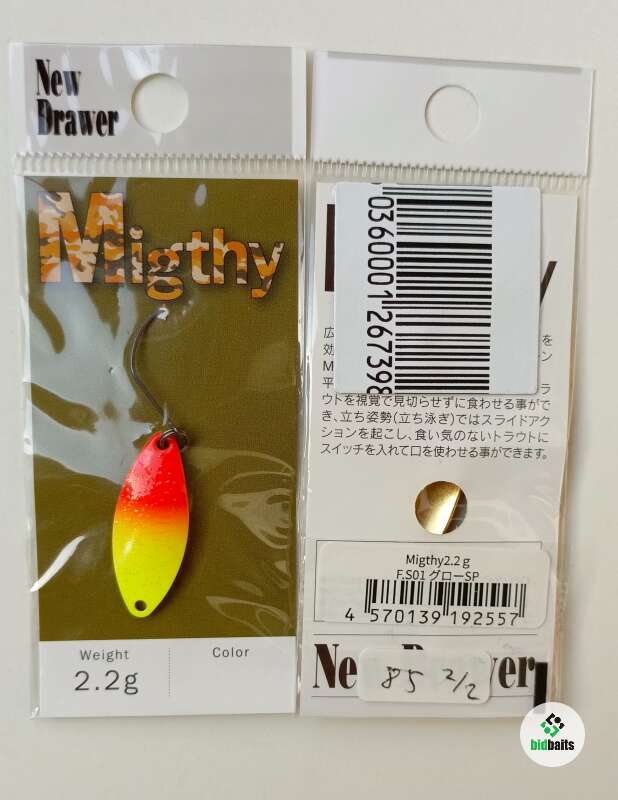 New
Drawer
Migthy
Weight
2.2g
Color
0360001267398
ウトを視覚で見切らせずに食わせる事がで
き、立ち姿勢(立ち泳ぎ)ではスライドアク
ションを起こし、食い気のないトラウトに
スイッチを入れて口を使わせる事ができます。
Migthy2.2g
F.S01 グローSP
4 570139 192557
85 2/2
bidbaits